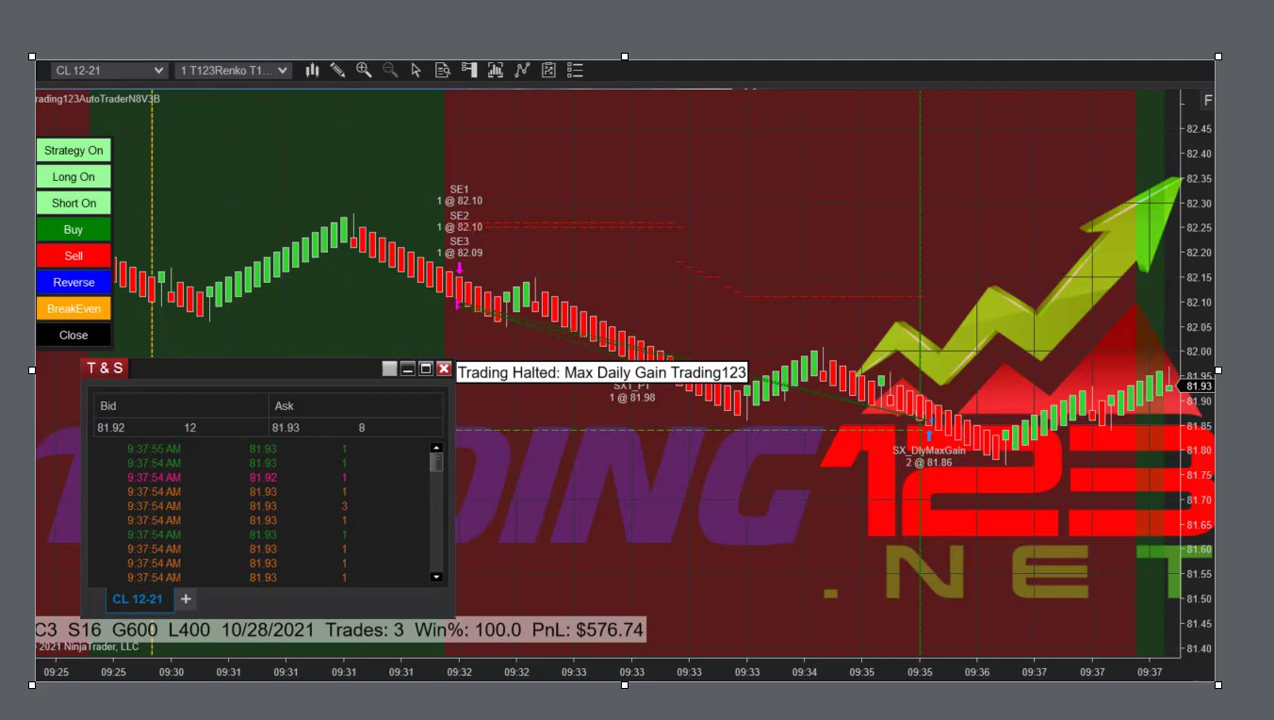 CL 12-21
1 T123Renko T1...
rading123AutoTraderN8V3B
F
Strategy On
Long On
Short On
Buy
Sell
Reverse
BreakEven
Close
SE1
1 @ 82.10
SE2
1 @ 82.10
SE3
1 @ 82.09
T & S
Trading Halted: Max Daily Gain Trading123
SXT_PT
1 @ 81.98
SX_DlyMaxGain
2 @ 81.86
Bid Ask
81.92 12 81.93 8
9:37:55 AM 81.93 1
9:37:54 AM 81.93 1
9:37:54 AM 81.92 1
9:37:54 AM 81.93 1
9:37:54 AM 81.93 3
9:37:54 AM 81.93 1
9:37:54 AM 81.93 1
9:37:54 AM 81.93 1
9:37:54 AM 81.93 1
9:37:54 AM 81.93 1
CL 12-21 +
DING 123
.NET
C3 S16 G600 L400 10/28/2021 Trades: 3 Win%: 100.0 PnL: $576.74
2021 NinjaTrader, LLC
82.45
82.40
82.35
82.30
82.25
82.20
82.15
82.10
82.05
82.00
81.95
81.93
81.90
81.85
81.80
81.75
81.70
81.65
81.60
81.55
81.50
81.45
81.40
09:25 09:25 09:30 09:31 09:31 09:31 09:31 09:32 09:32 09:33 09:33 09:33 09:33 09:34 09:35 09:35 09:36 09:37 09:37 09:37